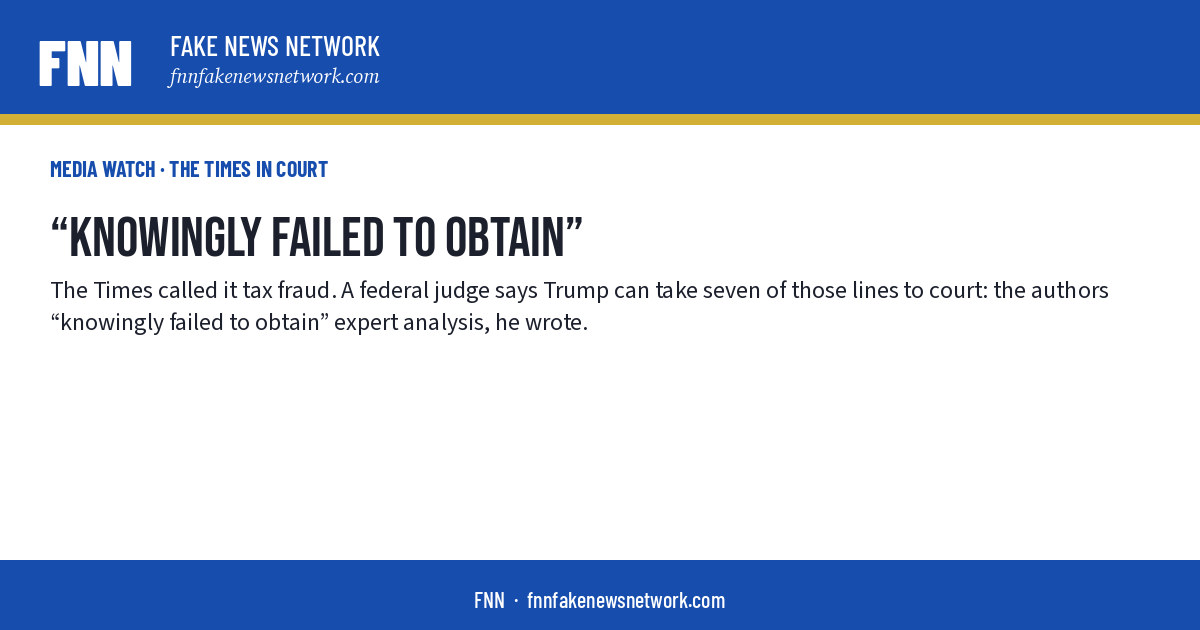 FNN
FAKE NEWS NETWORK
fnnfakenewsnetwork.com
MEDIA WATCH · THE TIMES IN COURT
“KNOWINGLY FAILED TO OBTAIN”
The Times called it tax fraud. A federal judge says Trump can take seven of those lines to court: the authors
“knowingly failed to obtain” expert analysis, he wrote.
FNN · fnnfakenewsnetwork.com